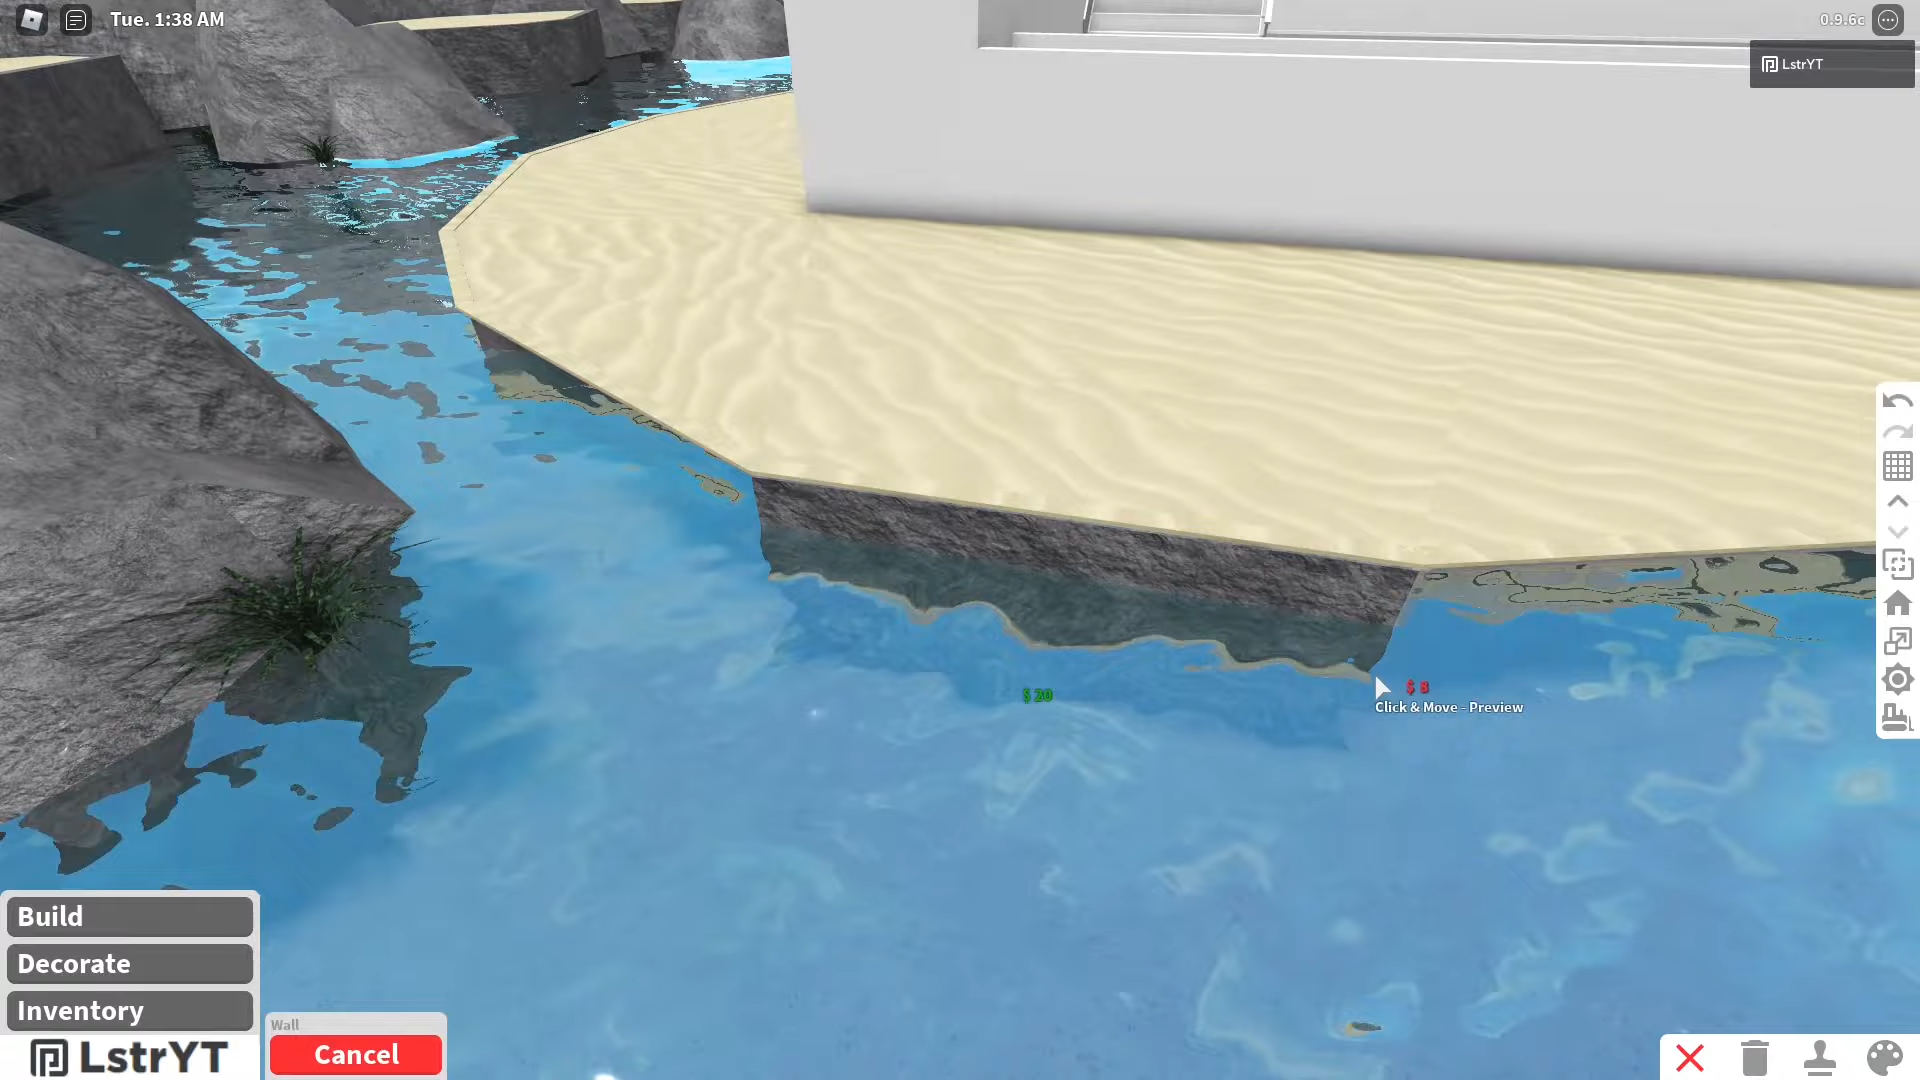 Tue. 1:38 AM
0.9.6c
LstrYT
$ 20
$ 8
Click & Move - Preview
Build
Decorate
Inventory
LstrYT
Wall
Cancel